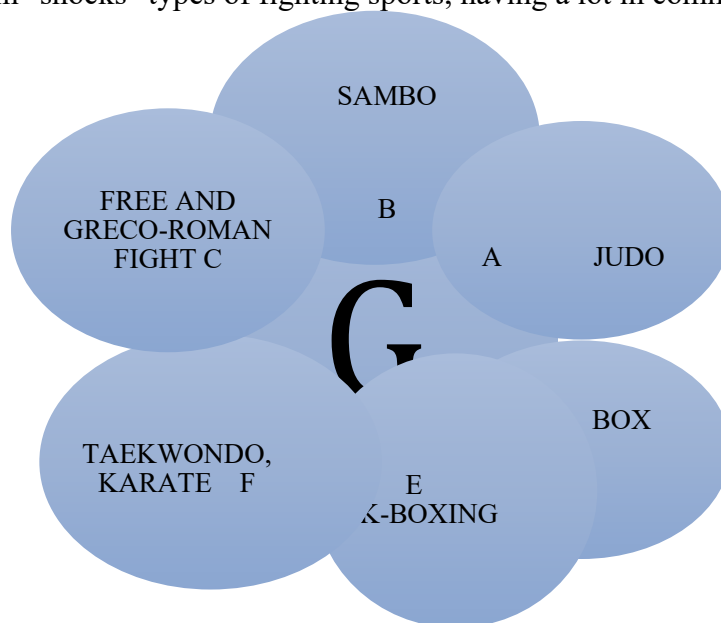 SAMBO
B
FREE AND
GRECO-ROMAN
FIGHT C
A JUDO
G
BOX
TAEKWONDO,
KARATE F
E
K-BOXING